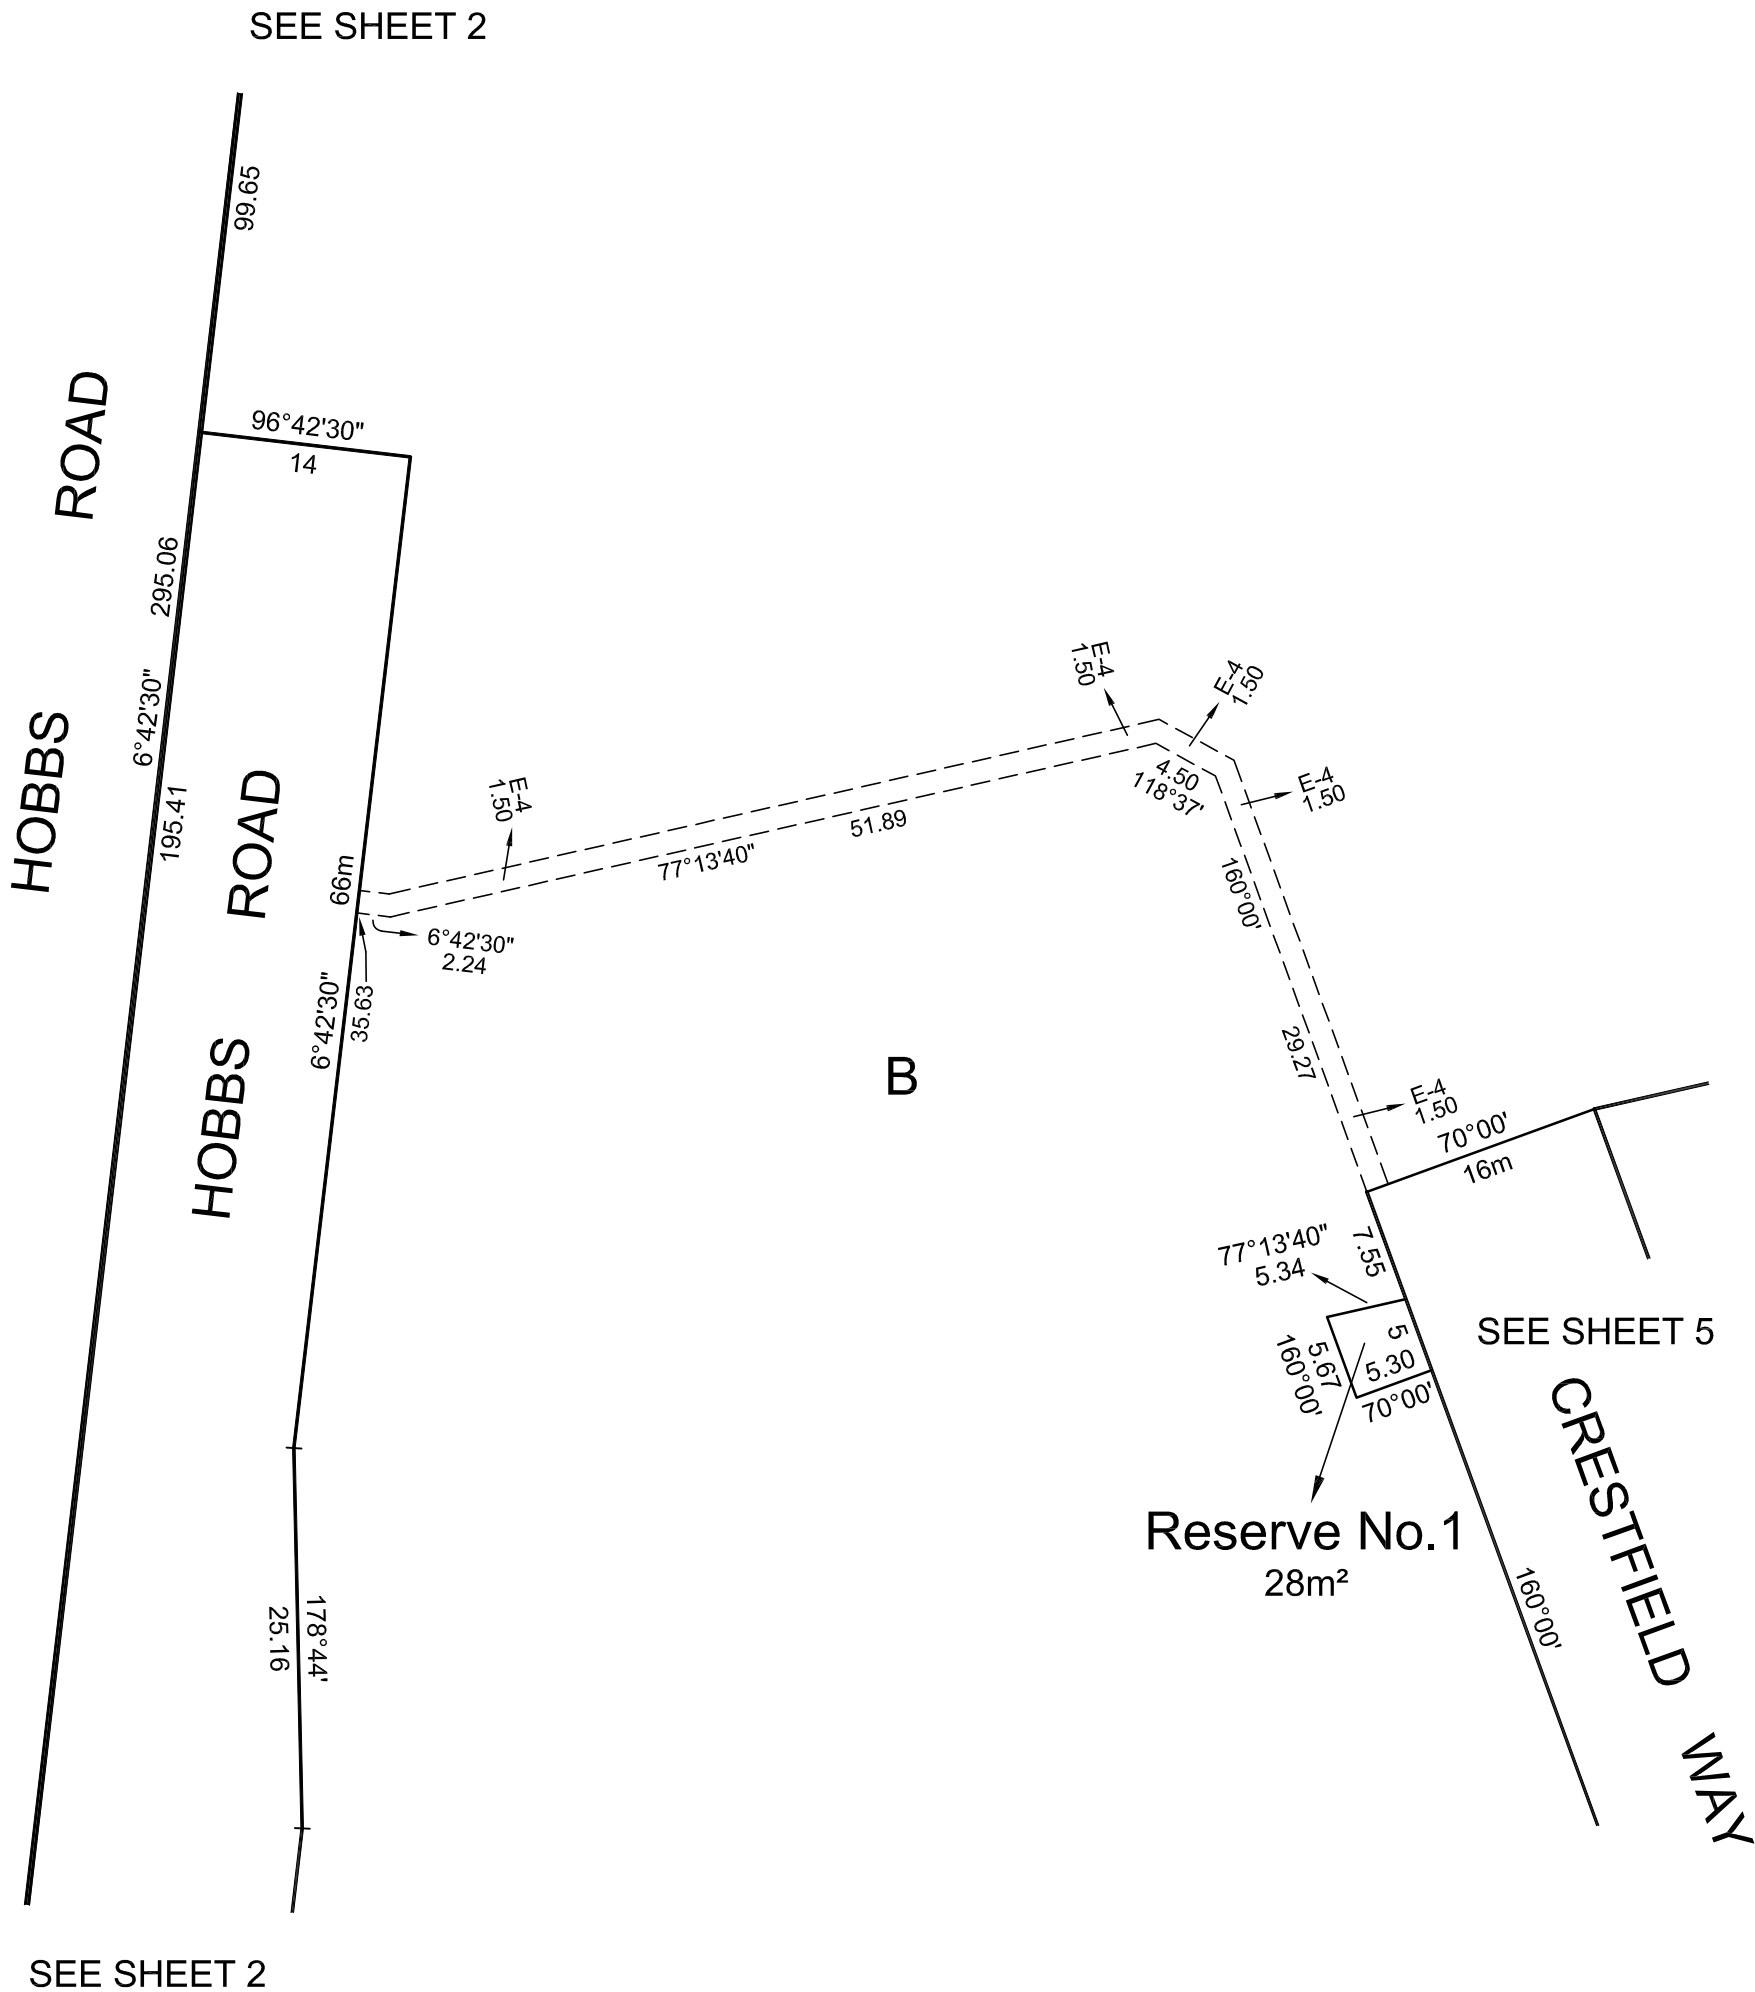 SEE SHEET 2
99.65
96°42'30"
14
ROAD
295.06
6°42'30"
HOBBS
195.41
ROAD
66m
E-4
1.50
E-4
1.50
E-4
1.50
E-4
1.50
4.50
118°37'
51.89
77°13'40"
6°42'30"
2.24
35.63
6°42'30"
HOBBS
160°00'
29.27
B
E-4
1.50
70°00'
16m
7.55
77°13'40"
5.34
5
5.30
5.67
160°00'
70°00'
SEE SHEET 5
CRESTFIELD WAY
Reserve No.1
28m²
160°00'
178°44'
25.16
SEE SHEET 2